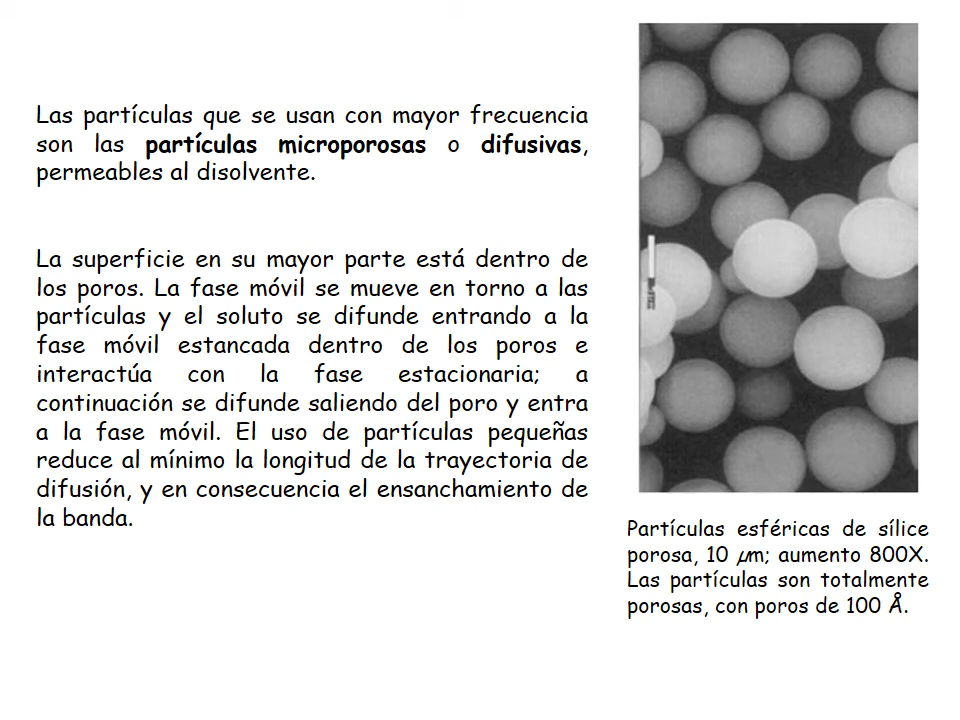 Las partículas que se usan con mayor frecuencia
son las partículas microporosas o difusivas,
permeables al disolvente.
La superficie en su mayor parte está dentro de
los poros. La fase móvil se mueve en torno a las
partículas y el soluto se difunde entrando a la
fase móvil estancada dentro de los poros e
interactúa con la fase estacionaria; a
continuación se difunde saliendo del poro y entra
a la fase móvil. El uso de partículas pequeñas
reduce al mínimo la longitud de la trayectoria de
difusión, y en consecuencia el ensanchamiento de
la banda.
Partículas esféricas de sílice
porosa, 10 μm; aumento 800X.
Las partículas son totalmente
porosas, con poros de 100 Å.